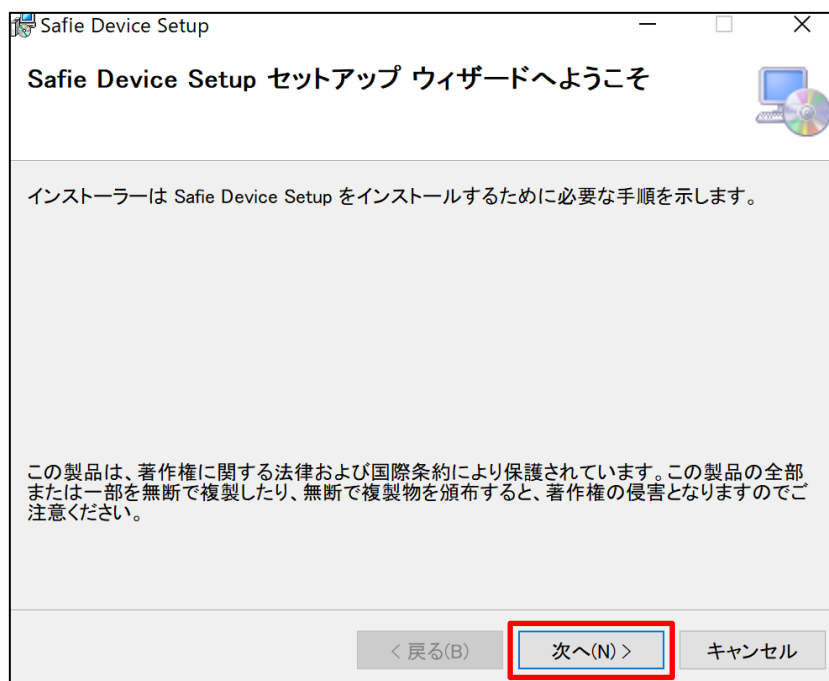 Safie Device Setup
Safie Device Setup セットアップ ウィザードへようこそ
インストーラーは Safie Device Setup をインストールするために必要な手順を示します。
この製品は、著作権に関する法律および国際条約により保護されています。この製品の全部
または一部を無断で複製したり、無断で複製物を頒布すると、著作権の侵害となりますのでご
注意ください。
< 戻る(B)
次へ(N) >
キャンセル